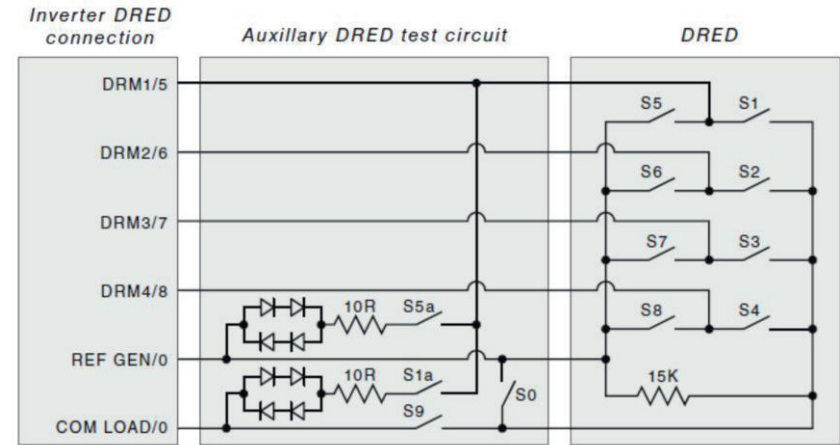 Inverter DRED
connection
Auxillary DRED test circuit
DRED
DRM1/5
S5
S1
DRM2/6
S6
S2
DRM3/7
S7
S3
DRM4/8
10R
S5a
S8
S4
REF GEN/0
10R
S1a
S0
15K
COM LOAD/0
S9